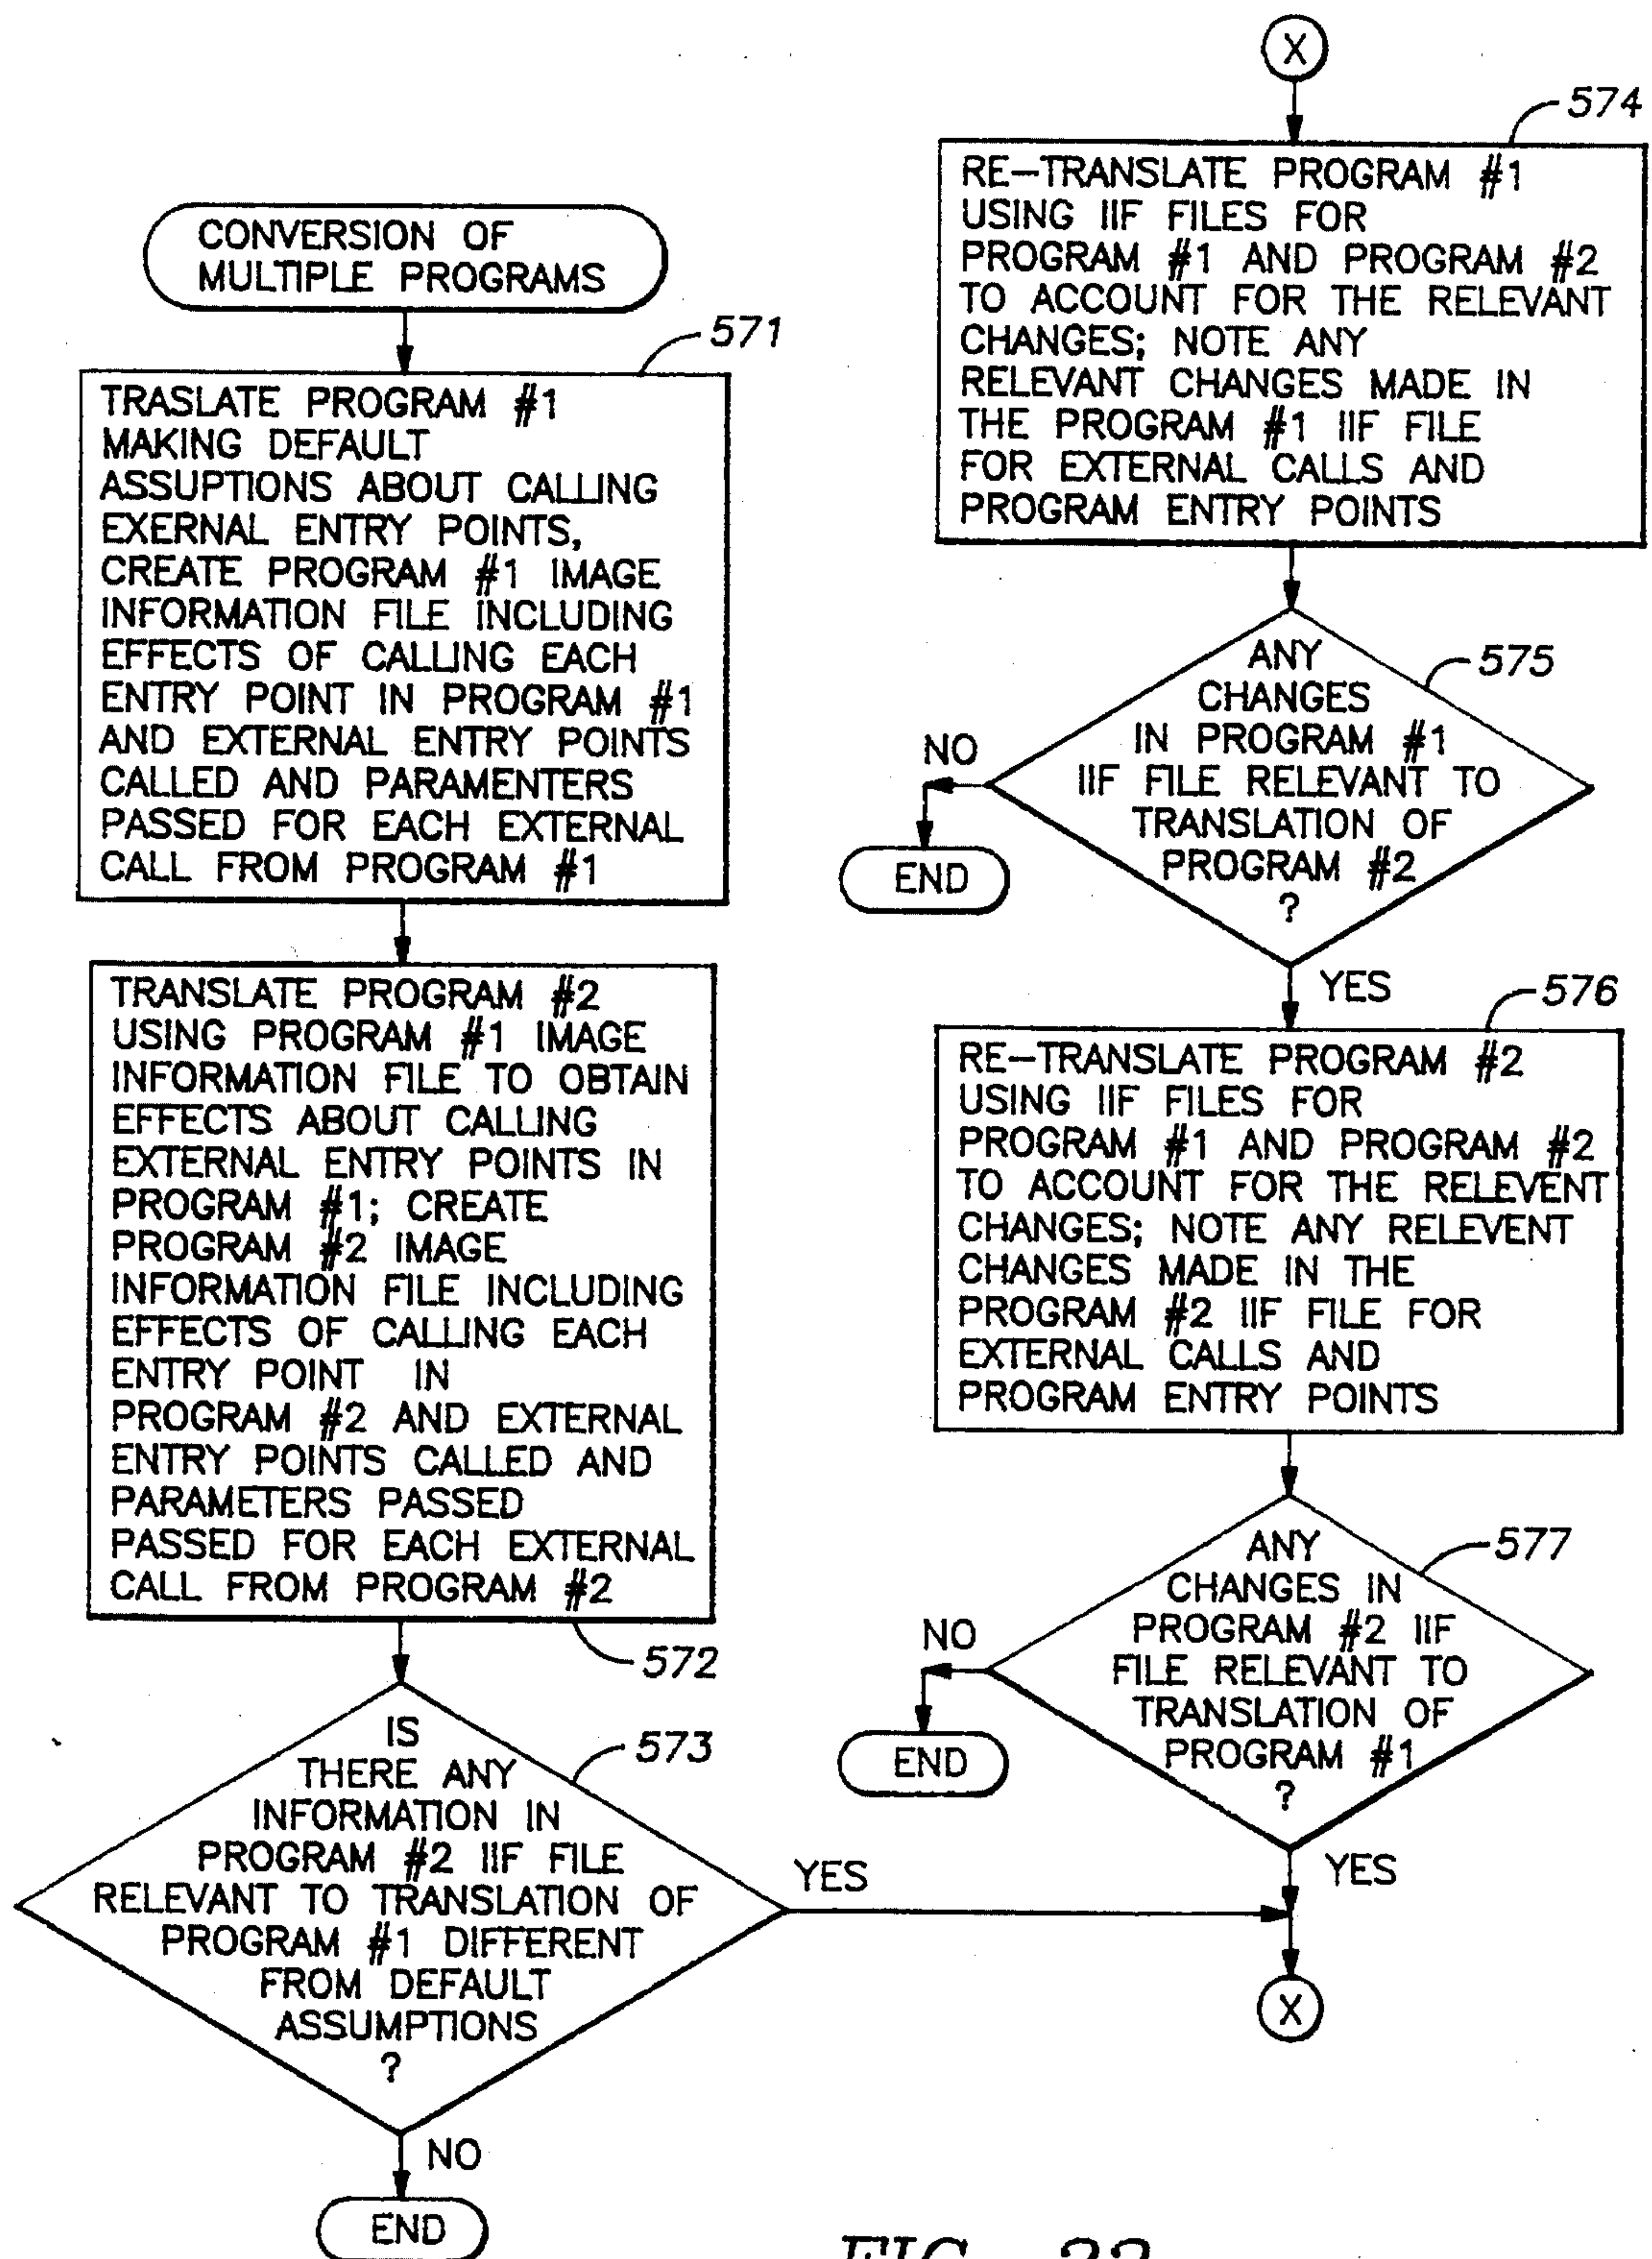 CONVERSION OF
MULTIPLE PROGRAMS
571
TRASLATE PROGRAM #1
MAKING DEFAULT
ASSUPTIONS ABOUT CALLING
EXERNAL ENTRY POINTS,
CREATE PROGRAM #1 IMAGE
INFORMATION FILE INCLUDING
EFFECTS OF CALLING EACH
ENTRY POINT IN PROGRAM #1
AND EXTERNAL ENTRY POINTS
CALLED AND PARAMENTERS
PASSED FOR EACH EXTERNAL
CALL FROM PROGRAM #1
TRANSLATE PROGRAM #2
USING PROGRAM #1 IMAGE
INFORMATION FILE TO OBTAIN
EFFECTS ABOUT CALLING
EXTERNAL ENTRY POINTS IN
PROGRAM #1; CREATE
PROGRAM #2 IMAGE
INFORMATION FILE INCLUDING
EFFECTS OF CALLING EACH
ENTRY POINT IN
PROGRAM #2 AND EXTERNAL
ENTRY POINTS CALLED AND
PARAMETERS PASSED
PASSED FOR EACH EXTERNAL
CALL FROM PROGRAM #2
572
IS
THERE ANY
INFORMATION IN
PROGRAM #2 IIF FILE
RELEVANT TO TRANSLATION OF
PROGRAM #1 DIFFERENT
FROM DEFAULT
ASSUMPTIONS
?
573
YES
NO
END
X
574
RE-TRANSLATE PROGRAM #1
USING IIF FILES FOR
PROGRAM #1 AND PROGRAM #2
TO ACCOUNT FOR THE RELEVANT
CHANGES; NOTE ANY
RELEVANT CHANGES MADE IN
THE PROGRAM #1 IIF FILE
FOR EXTERNAL CALLS AND
PROGRAM ENTRY POINTS
ANY
CHANGES
IN PROGRAM #1
IIF FILE RELEVANT TO
TRANSLATION OF
PROGRAM #2
?
575
NO
END
YES
576
RE-TRANSLATE PROGRAM #2
USING IIF FILES FOR
PROGRAM #1 AND PROGRAM #2
TO ACCOUNT FOR THE RELEVENT
CHANGES; NOTE ANY RELEVENT
CHANGES MADE IN THE
PROGRAM #2 IIF FILE FOR
EXTERNAL CALLS AND
PROGRAM ENTRY POINTS
ANY
CHANGES IN
PROGRAM #2 IIF
FILE RELEVANT TO
TRANSLATION OF
PROGRAM #1
?
577
NO
END
YES
X